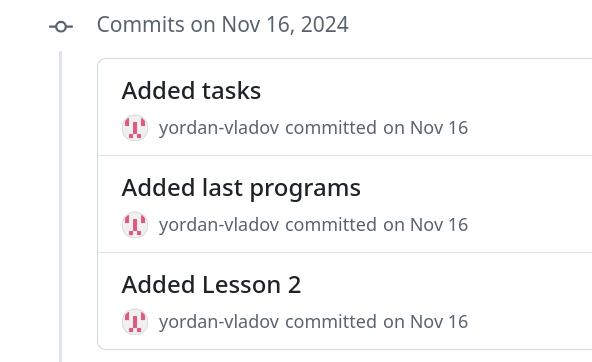 Commits on Nov 16, 2024
Added tasks
yordan-vladov committed on Nov 16
Added last programs
yordan-vladov committed on Nov 16
Added Lesson 2
yordan-vladov committed on Nov 16